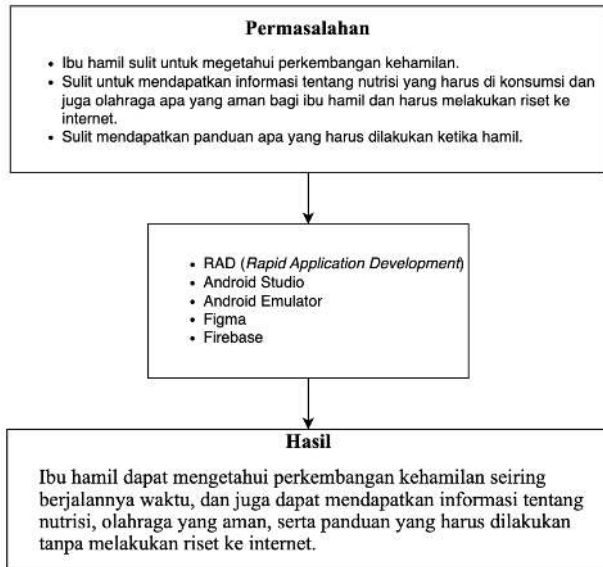 Permasalahan
• Ibu hamil sulit untuk megetahui perkembangan kehamilan.
• Sulit untuk mendapatkan informasi tentang nutrisi yang harus di konsumsi dan
juga olahraga apa yang aman bagi ibu hamil dan harus melakukan riset ke
internet.
• Sulit mendapatkan panduan apa yang harus dilakukan ketika hamil.
• RAD (Rapid Application Development)
• Android Studio
• Android Emulator
• Figma
• Firebase
Hasil
Ibu hamil dapat mengetahui perkembangan kehamilan seiring
berjalannya waktu, dan juga dapat mendapatkan informasi tentang
nutrisi, olahraga yang aman, serta panduan yang harus dilakukan
tanpa melakukan riset ke internet.